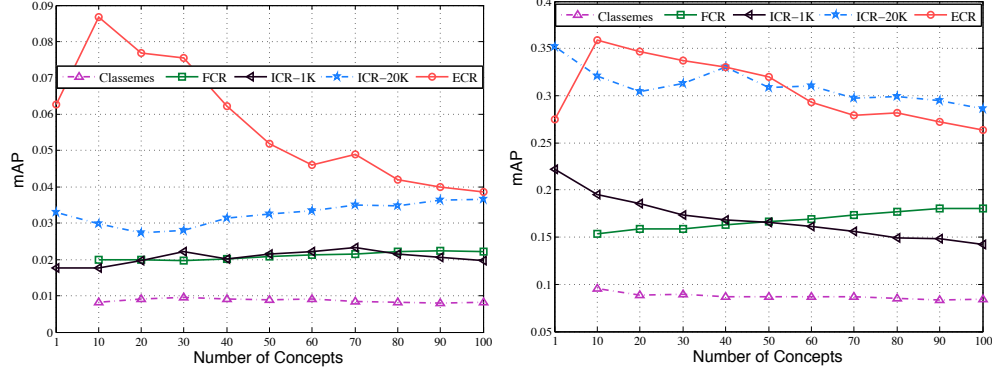 0.09
0.08
0.07
0.06
0.05
0.04
0.03
0.02
0.01
0
mAP
Classemes FCR ICR-1K ICR-20K ECR
1 10 20 30 40 50 60 70 80 90 100
Number of Concepts
0.4
0.35
0.3
0.25
0.2
0.15
0.1
0.05
mAP
Classemes FCR ICR-1K ICR-20K ECR
1 10 20 30 40 50 60 70 80 90 100
Number of Concepts